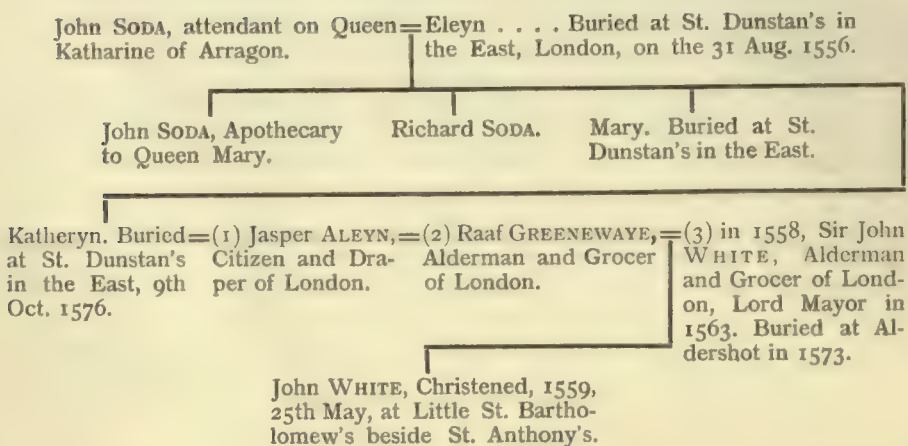 John SODA, attendant on Queen=Eleyn . . . . Buried at St. Dunstan's in
Katharine of Arragon. the East, London, on the 31 Aug. 1556.
John SODA, Apothecary
to Queen Mary.
Richard SODA.
Mary. Buried at St.
Dunstan's in the East.
Katheryn. Buried=(1) Jasper ALEYN,=(2) Raaf GREENEWAYE,=(3) in 1558, Sir John
at St. Dunstan's Citizen and Dra- Alderman and Grocer WHITE, Alderman
in the East, 9th per of London. of London. and Grocer of Lon-
Oct. 1576. don, Lord Mayor in
1563. Buried at Al-
dershot in 1573.
John WHITE, Christened, 1559,
25th May, at Little St. Bartho-
lomew's beside St. Anthony's.